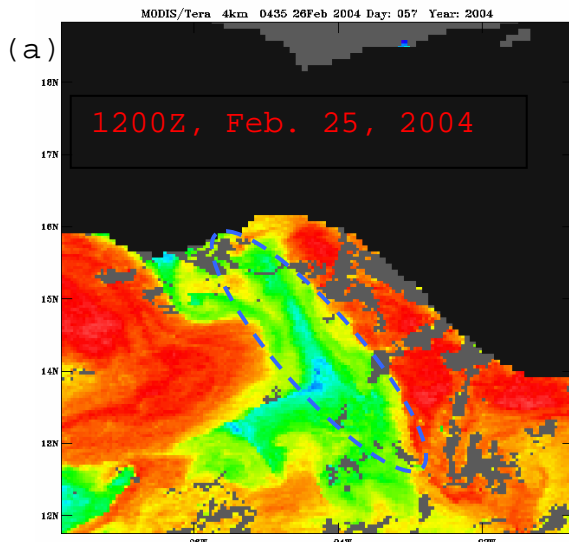 MODIS/Tera 4km 0435 26Feb 2004 Day: 057 Year: 2004
(a)
18N
1200Z, Feb. 25, 2004
17N
16N
15N
14N
13N
12N